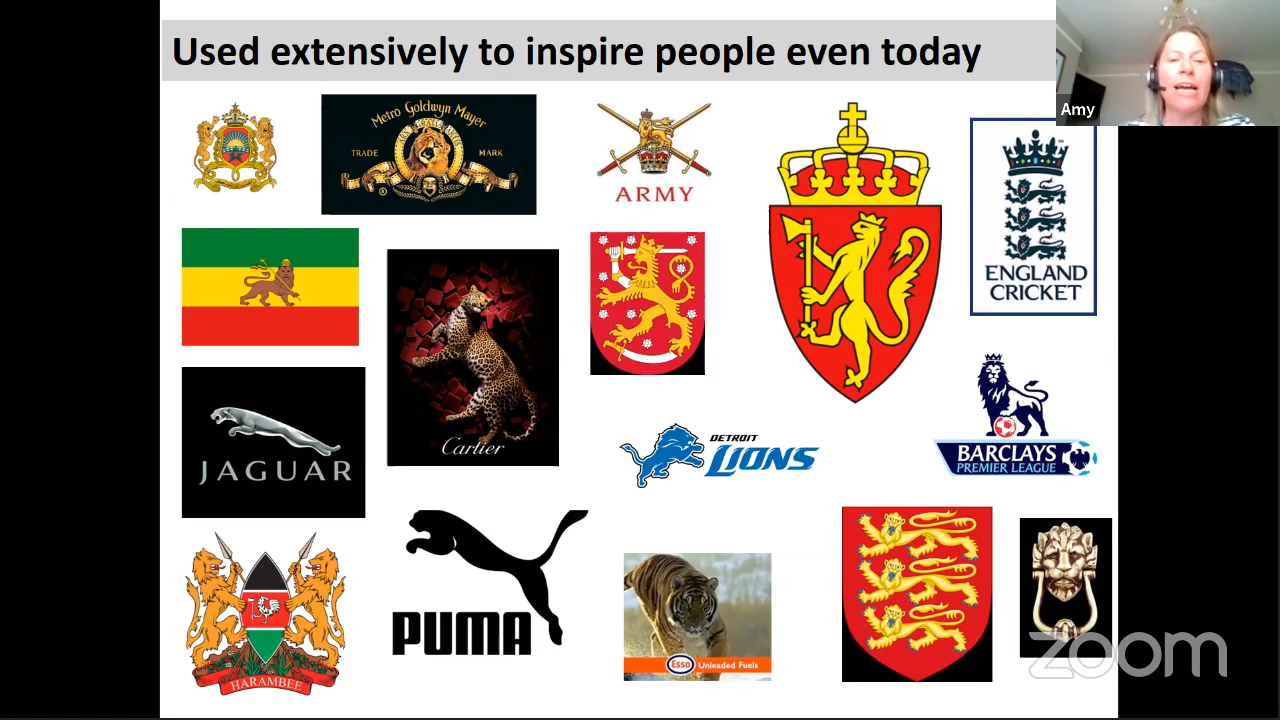 Used extensively to inspire people even today
Amy
Metro Goldwyn Mayer
TRADE
MARK
®
ARMY
ENGLAND
CRICKET
JAGUAR
Cartier
DETROIT
LIONS
BARCLAYS
PREMIER LEAGUE
HARAMBEE
PUMA
Esso
Unleaded Fuels
zoom